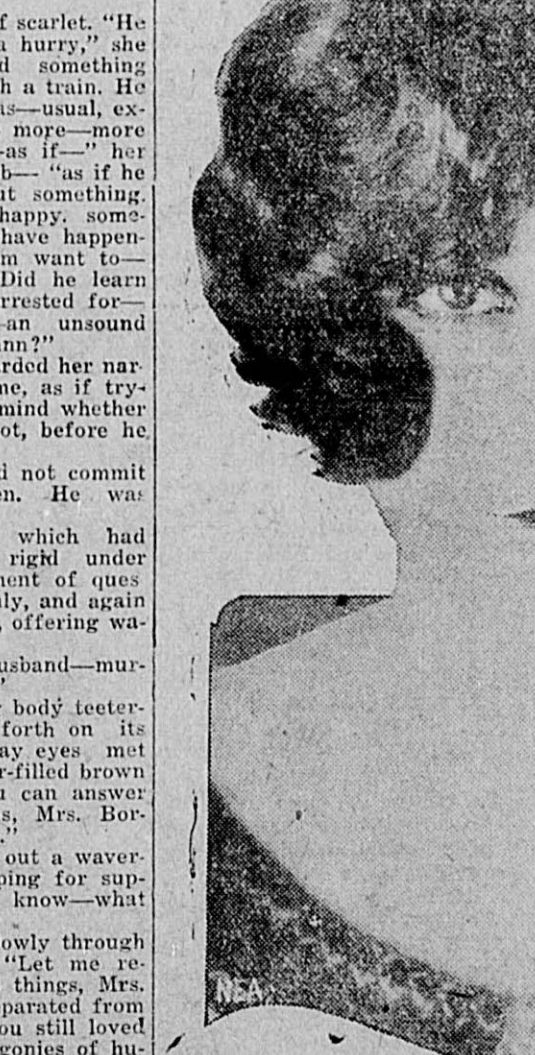 f scarlet. "He
a hurry," she
d something
h a train. He
as—usual, ex-
more—more
-as if—" her
b— "as if he
ut something.
happy. some-
have happen-
m want to—
Did he learn
rrested for—
-an unsound
ann?"
arded her nar-
me, as if try-
mind whether
ot, before he
d not commit
en. He was
which had
rigid under
nent of ques
nly, and again
, offering wa-
usband—mur-
"
body teeter-
forth on its
ay eyes met
r-filled brown
u can answer
s, Mrs. Bor-
."
out a waver-
ping for sup-
know—what
owly through
"Let me re-
things, Mrs.
parated from
ou still loved
gonies of hu-
NEA